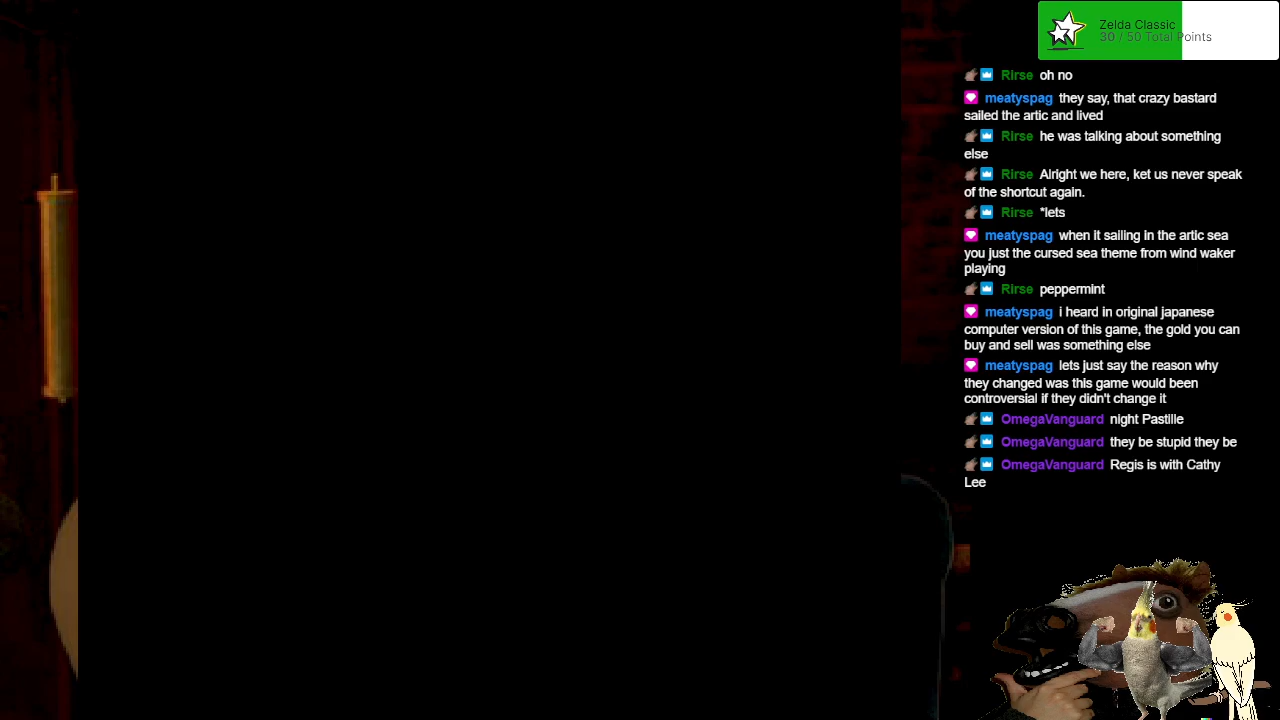 Zelda Classic
30 / 50 Total Points
Rirse oh no
meatyspag they say, that crazy bastard
sailed the artic and lived
Rirse he was talking about something
else
Rirse Alright we here, ket us never speak
of the shortcut again.
Rirse *lets
meatyspag when it sailing in the artic sea
you just the cursed sea theme from wind waker
playing
Rirse peppermint
meatyspag i heard in original japanese
computer version of this game, the gold you can
buy and sell was something else
meatyspag lets just say the reason why
they changed was this game would been
controversial if they didn't change it
OmegaVanguard night Pastille
OmegaVanguard they be stupid they be
OmegaVanguard Regis is with Cathy
Lee